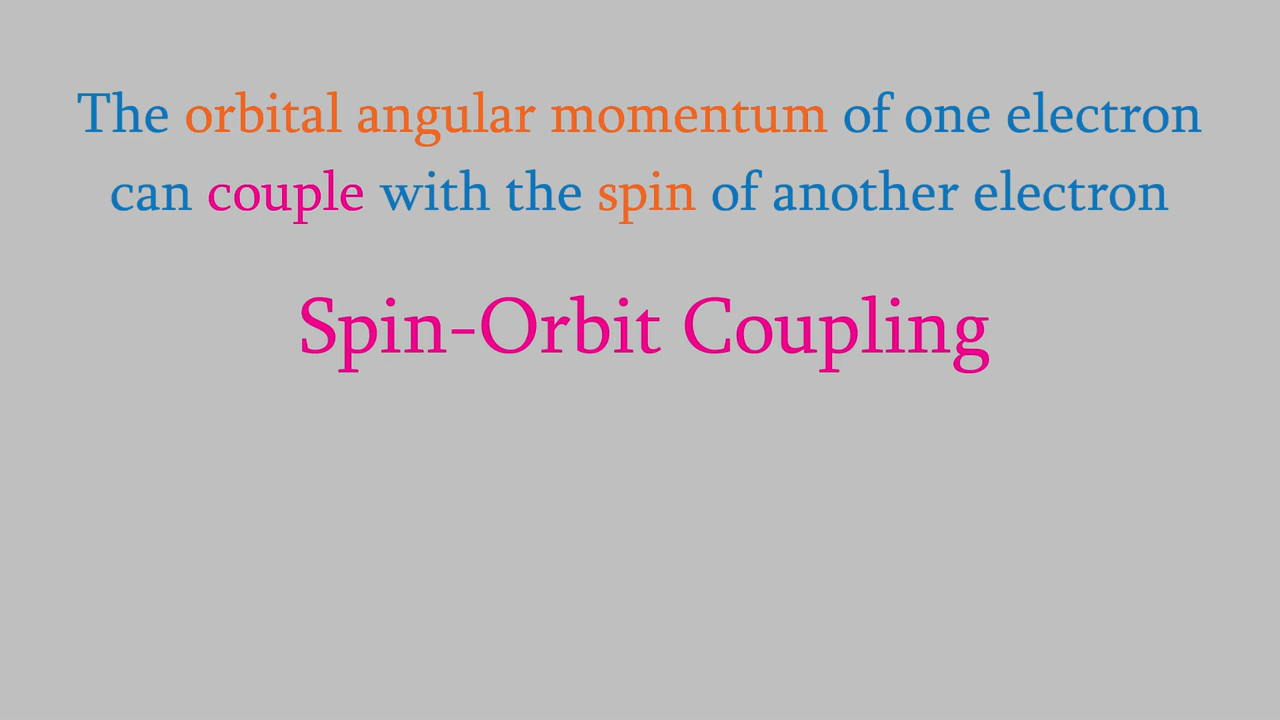 The orbital angular momentum of one electron
can couple with the spin of another electron
Spin-Orbit Coupling